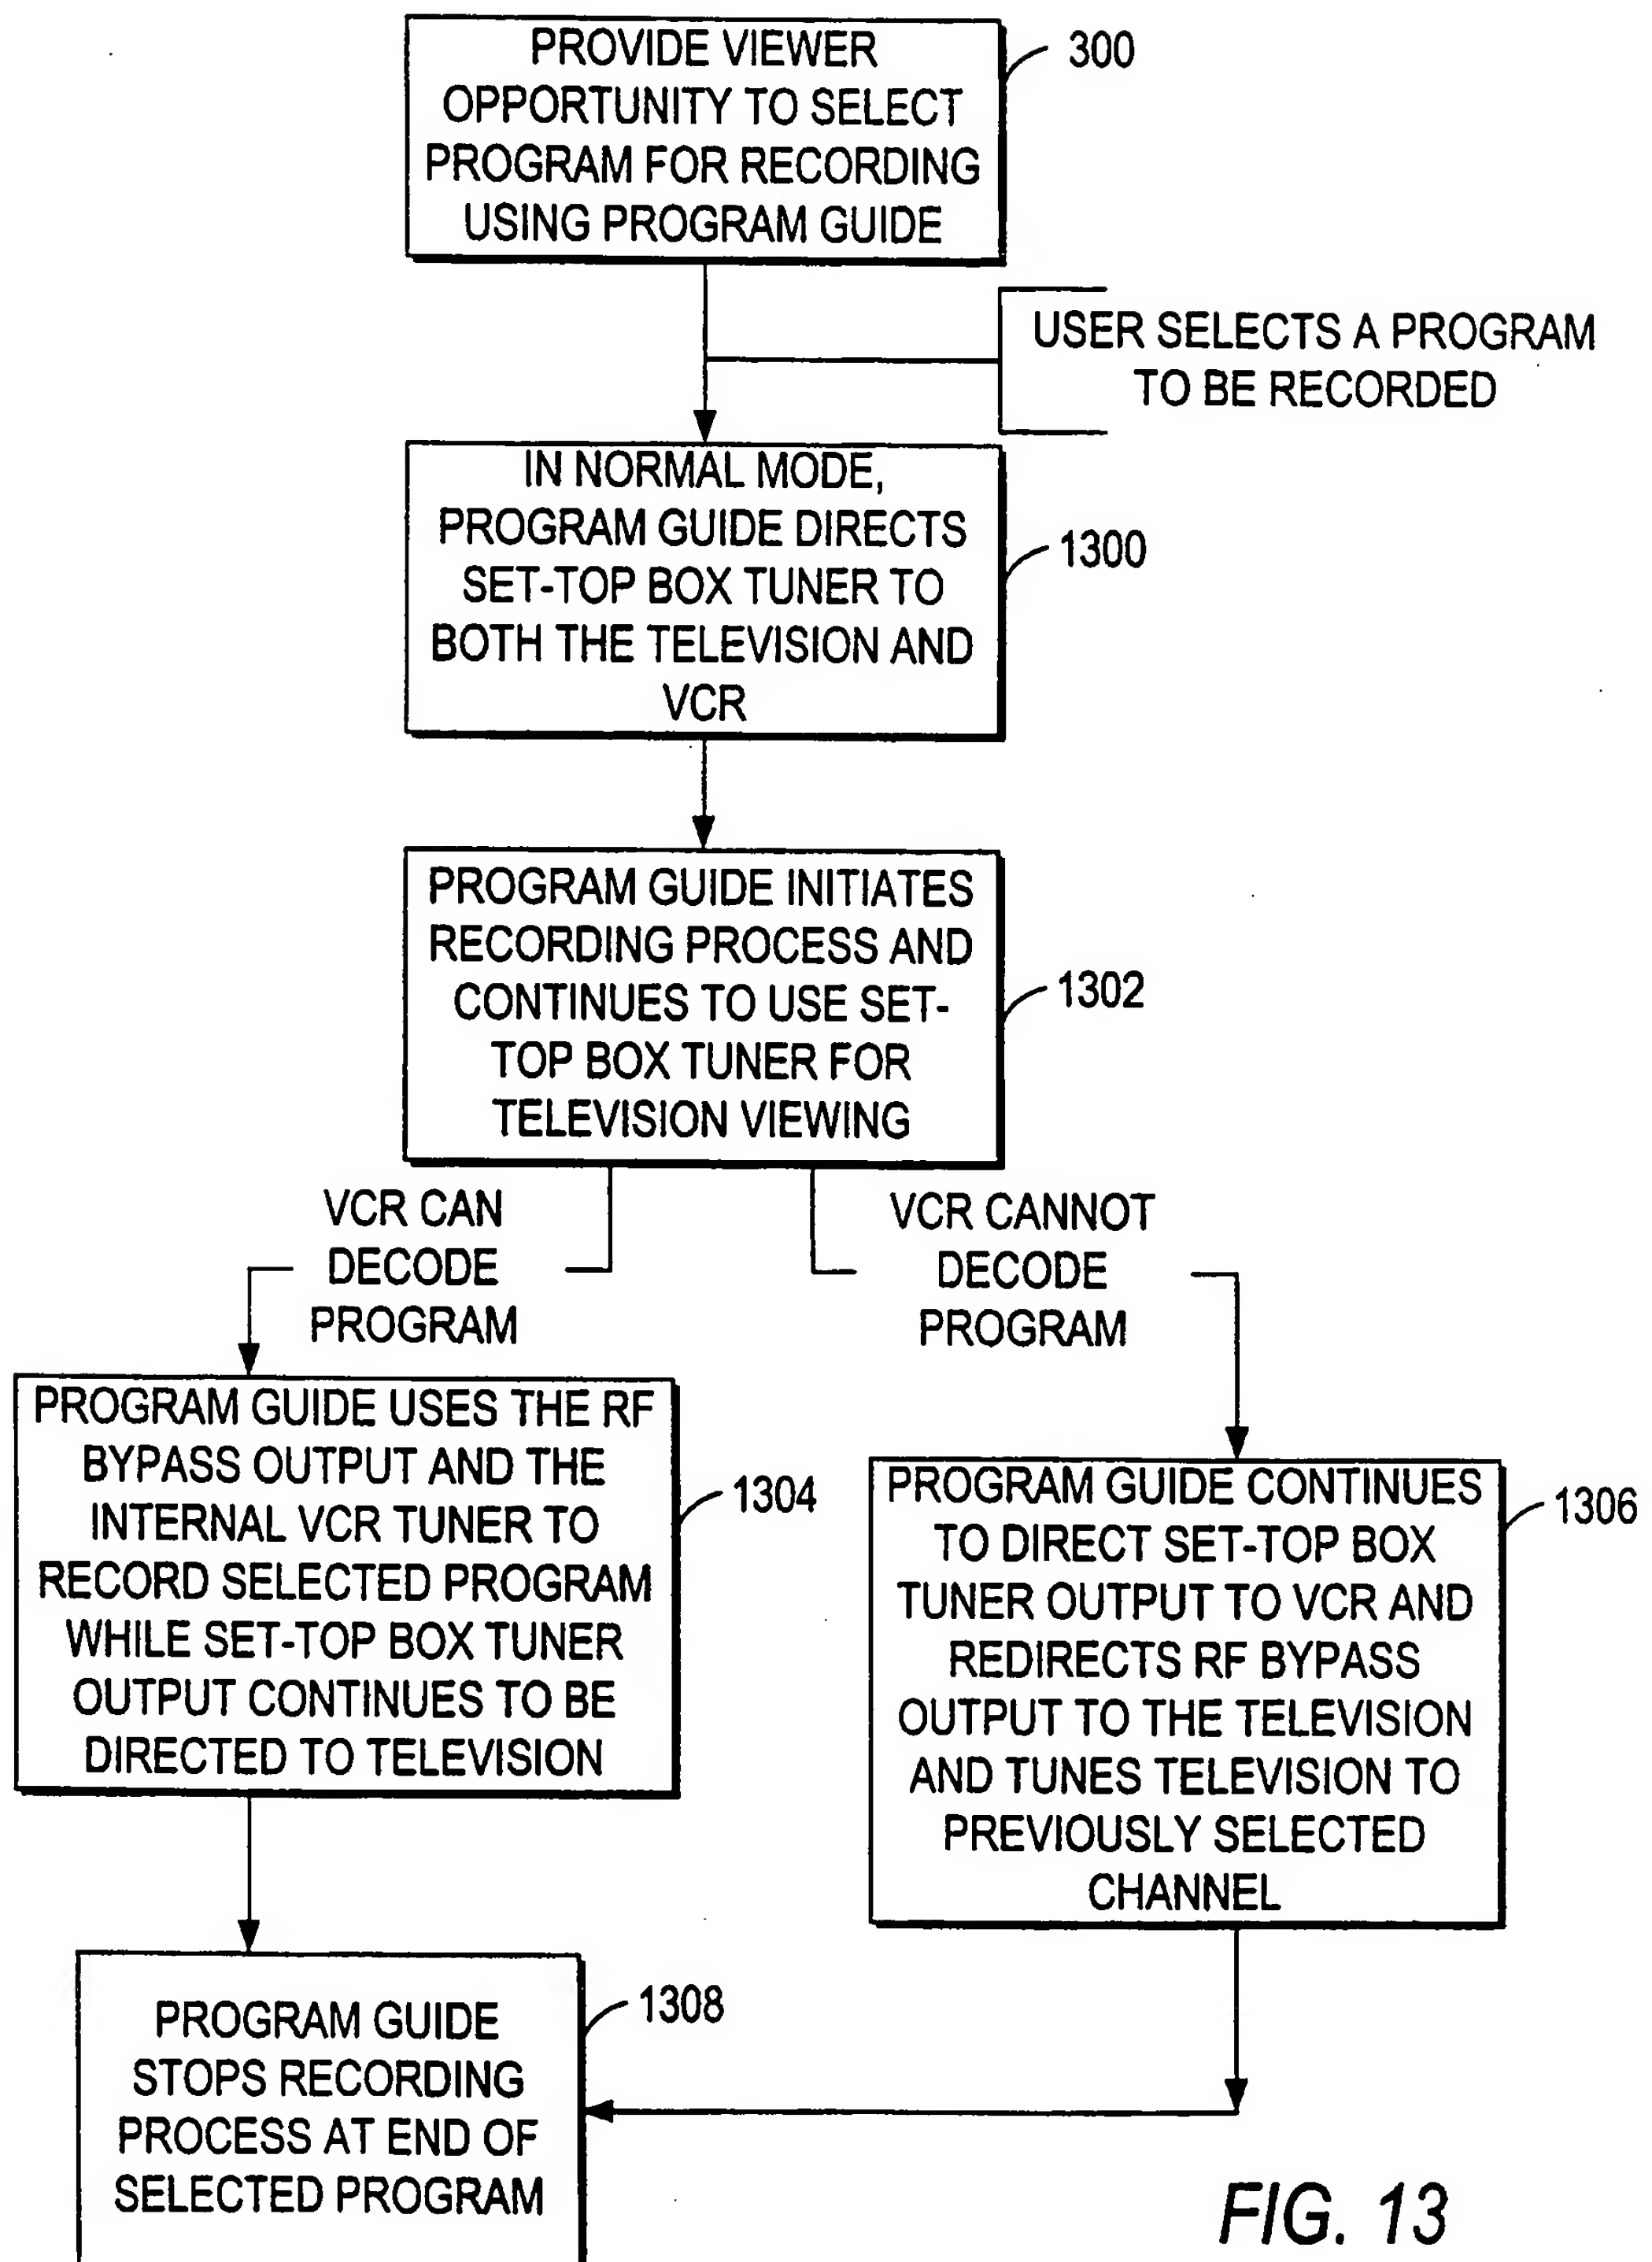 PROVIDE VIEWER
OPPORTUNITY TO SELECT
PROGRAM FOR RECORDING
USING PROGRAM GUIDE
300
USER SELECTS A PROGRAM
TO BE RECORDED
IN NORMAL MODE,
PROGRAM GUIDE DIRECTS
SET-TOP BOX TUNER TO
BOTH THE TELEVISION AND
VCR
1300
PROGRAM GUIDE INITIATES
RECORDING PROCESS AND
CONTINUES TO USE SET-
TOP BOX TUNER FOR
TELEVISION VIEWING
1302
VCR CAN
DECODE
PROGRAM
VCR CANNOT
DECODE
PROGRAM
PROGRAM GUIDE USES THE RF
BYPASS OUTPUT AND THE
INTERNAL VCR TUNER TO
RECORD SELECTED PROGRAM
WHILE SET-TOP BOX TUNER
OUTPUT CONTINUES TO BE
DIRECTED TO TELEVISION
1304
PROGRAM GUIDE CONTINUES
TO DIRECT SET-TOP BOX
TUNER OUTPUT TO VCR AND
REDIRECTS RF BYPASS
OUTPUT TO THE TELEVISION
AND TUNES TELEVISION TO
PREVIOUSLY SELECTED
CHANNEL
1306
PROGRAM GUIDE
STOPS RECORDING
PROCESS AT END OF
SELECTED PROGRAM
1308
FIG. 13